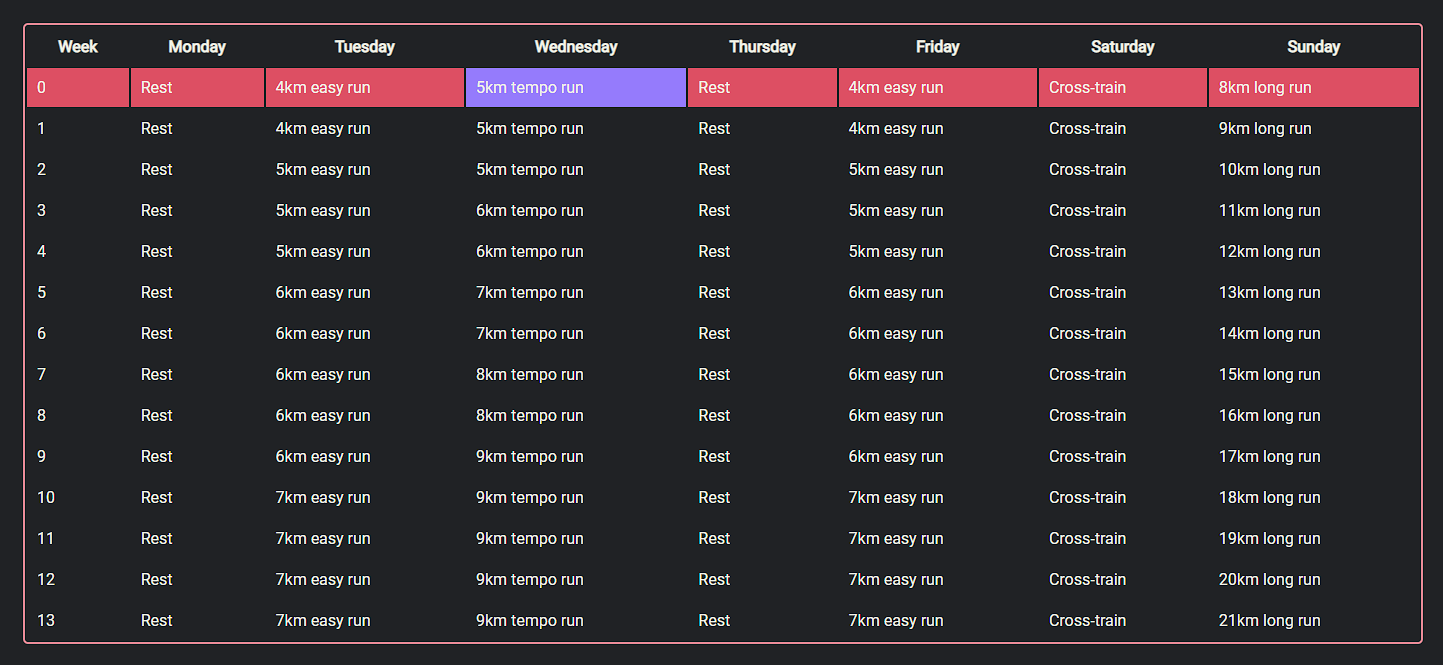 Week Monday Tuesday Wednesday Thursday Friday Saturday Sunday
0 Rest 4km easy run 5km tempo run Rest 4km easy run Cross-train 8km long run
1 Rest 4km easy run 5km tempo run Rest 4km easy run Cross-train 9km long run
2 Rest 5km easy run 5km tempo run Rest 5km easy run Cross-train 10km long run
3 Rest 5km easy run 6km tempo run Rest 5km easy run Cross-train 11km long run
4 Rest 5km easy run 6km tempo run Rest 5km easy run Cross-train 12km long run
5 Rest 6km easy run 7km tempo run Rest 6km easy run Cross-train 13km long run
6 Rest 6km easy run 7km tempo run Rest 6km easy run Cross-train 14km long run
7 Rest 6km easy run 8km tempo run Rest 6km easy run Cross-train 15km long run
8 Rest 6km easy run 8km tempo run Rest 6km easy run Cross-train 16km long run
9 Rest 6km easy run 9km tempo run Rest 6km easy run Cross-train 17km long run
10 Rest 7km easy run 9km tempo run Rest 7km easy run Cross-train 18km long run
11 Rest 7km easy run 9km tempo run Rest 7km easy run Cross-train 19km long run
12 Rest 7km easy run 9km tempo run Rest 7km easy run Cross-train 20km long run
13 Rest 7km easy run 9km tempo run Rest 7km easy run Cross-train 21km long run